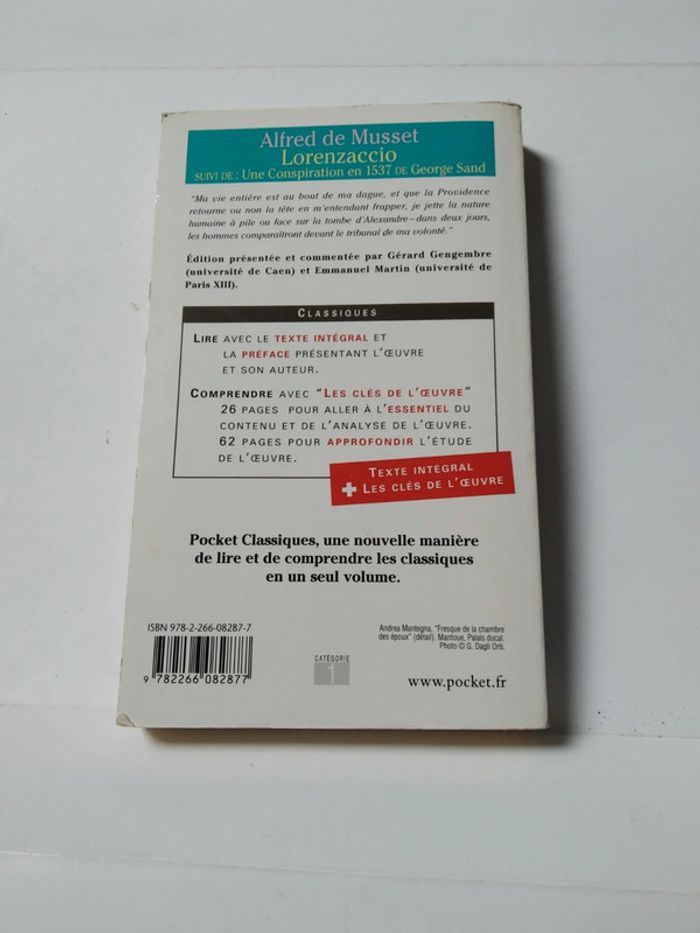 Alfred de Musset
Lorenzaccio
SUIVI DE : Une Conspiration en 1537 DE George Sand
"Ma vie entière est au bout de ma dague, et que la Providence
retourne ou non la tête en m'entendant frapper, je jette la nature
humaine à pile ou face sur la tombe d'Alexandre – dans deux jours,
les hommes comparaîtront devant le tribunal de ma volonté."
Édition présentée et commentée par Gérard Gengembre
(université de Caen) et Emmanuel Martin (université de
Paris XIII).
CLASSIQUES
LIRE AVEC LE TEXTE INTÉGRAL ET
LA PRÉFACE PRÉSENTANT L'ŒUVRE
ET SON AUTEUR.
COMPRENDRE AVEC "LES CLÉS DE L'ŒUVRE"
26 PAGES POUR ALLER À L'ESSENTIEL DU
CONTENU ET DE L'ANALYSE DE L'ŒUVRE.
62 PAGES POUR APPROFONDIR L'ÉTUDE
DE L'ŒUVRE.
TEXTE INTÉGRAL
+ LES CLÉS DE L'ŒUVRE
Pocket Classiques, une nouvelle manière
de lire et de comprendre les classiques
en un seul volume.
ISBN 978-2-266-08287-7
9 782266 082877
CATÉGORIE
1
Andrea Mantegna, "Fresque de la chambre
des époux" (détail), Mantoue, Palais ducal.
Photo © G. Dagli Orti.
www.pocket.fr